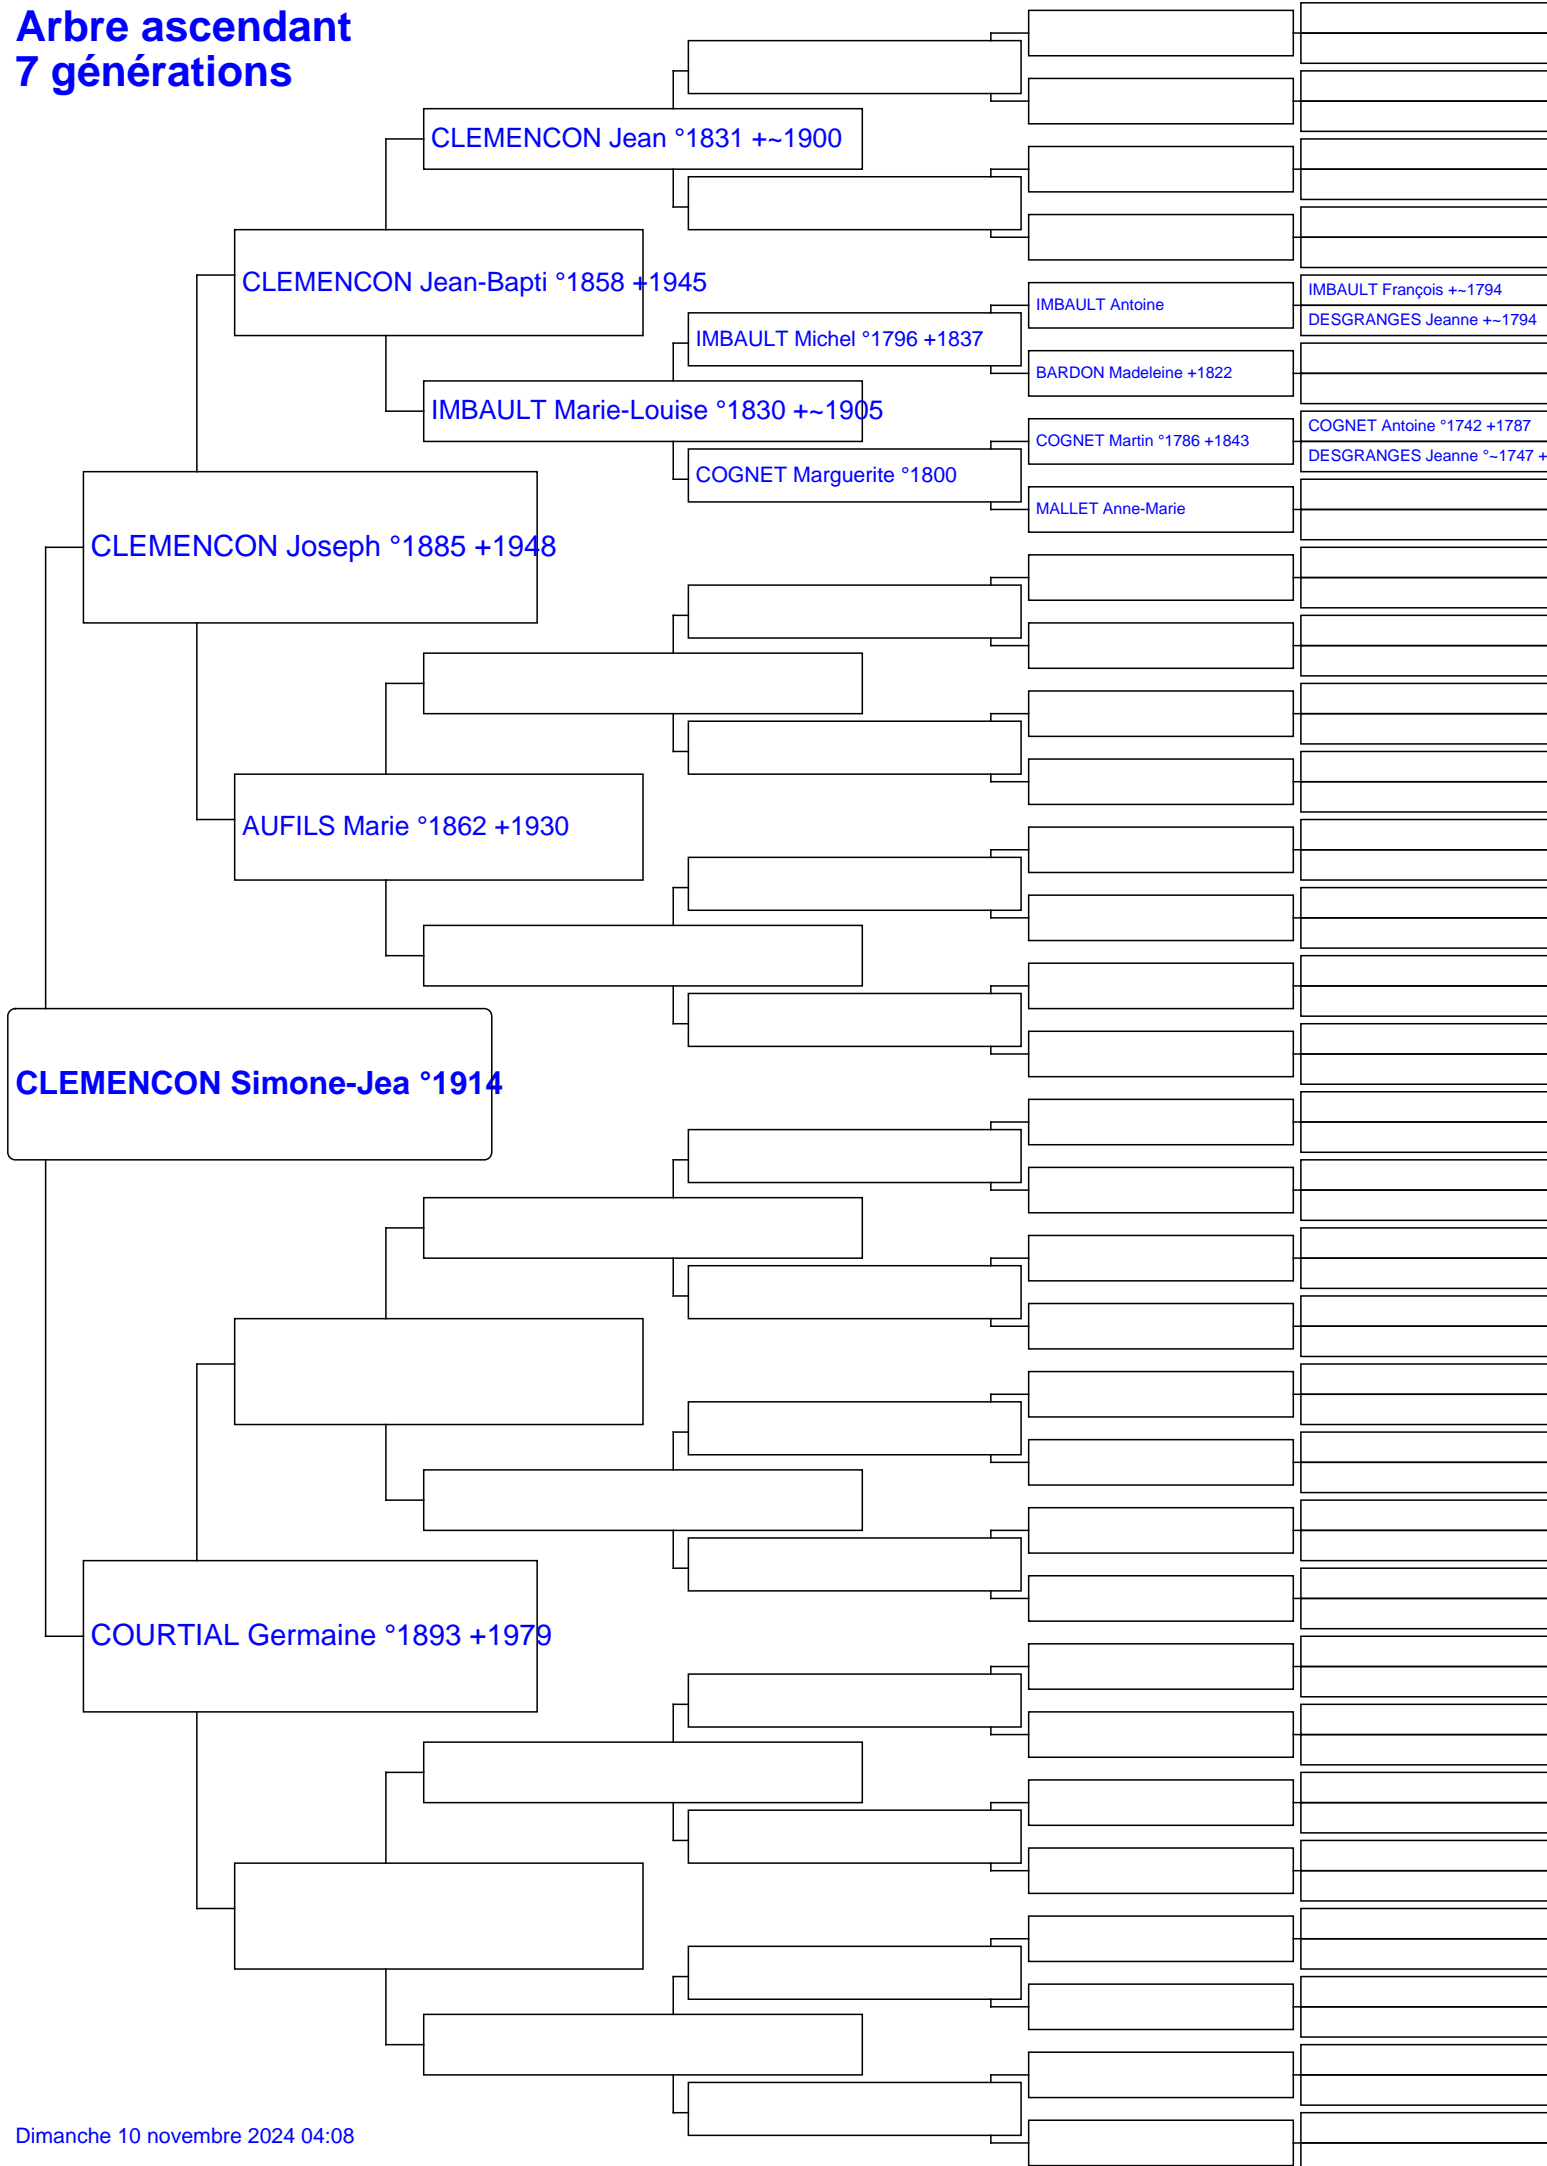 Arbre ascendant
7 générations
CLEMENCON Jean °1831 +~1900
CLEMENCON Jean-Bapti °1858 +1945
IMBAULT Antoine
IMBAULT François +~1794
DESGRANGES Jeanne +~1794
IMBAULT Michel °1796 +1837
BARDON Madeleine +1822
IMBAULT Marie-Louise °1830 +~1905
COGNET Martin °1786 +1843
COGNET Antoine °1742 +1787
DESGRANGES Jeanne °~1747 +
COGNET Marguerite °1800
MALLET Anne-Marie
CLEMENCON Joseph °1885 +1948
AUFILS Marie °1862 +1930
CLEMENCON Simone-Jea °1914
COURTIAL Germaine °1893 +1979
Dimanche 10 novembre 2024 04:08